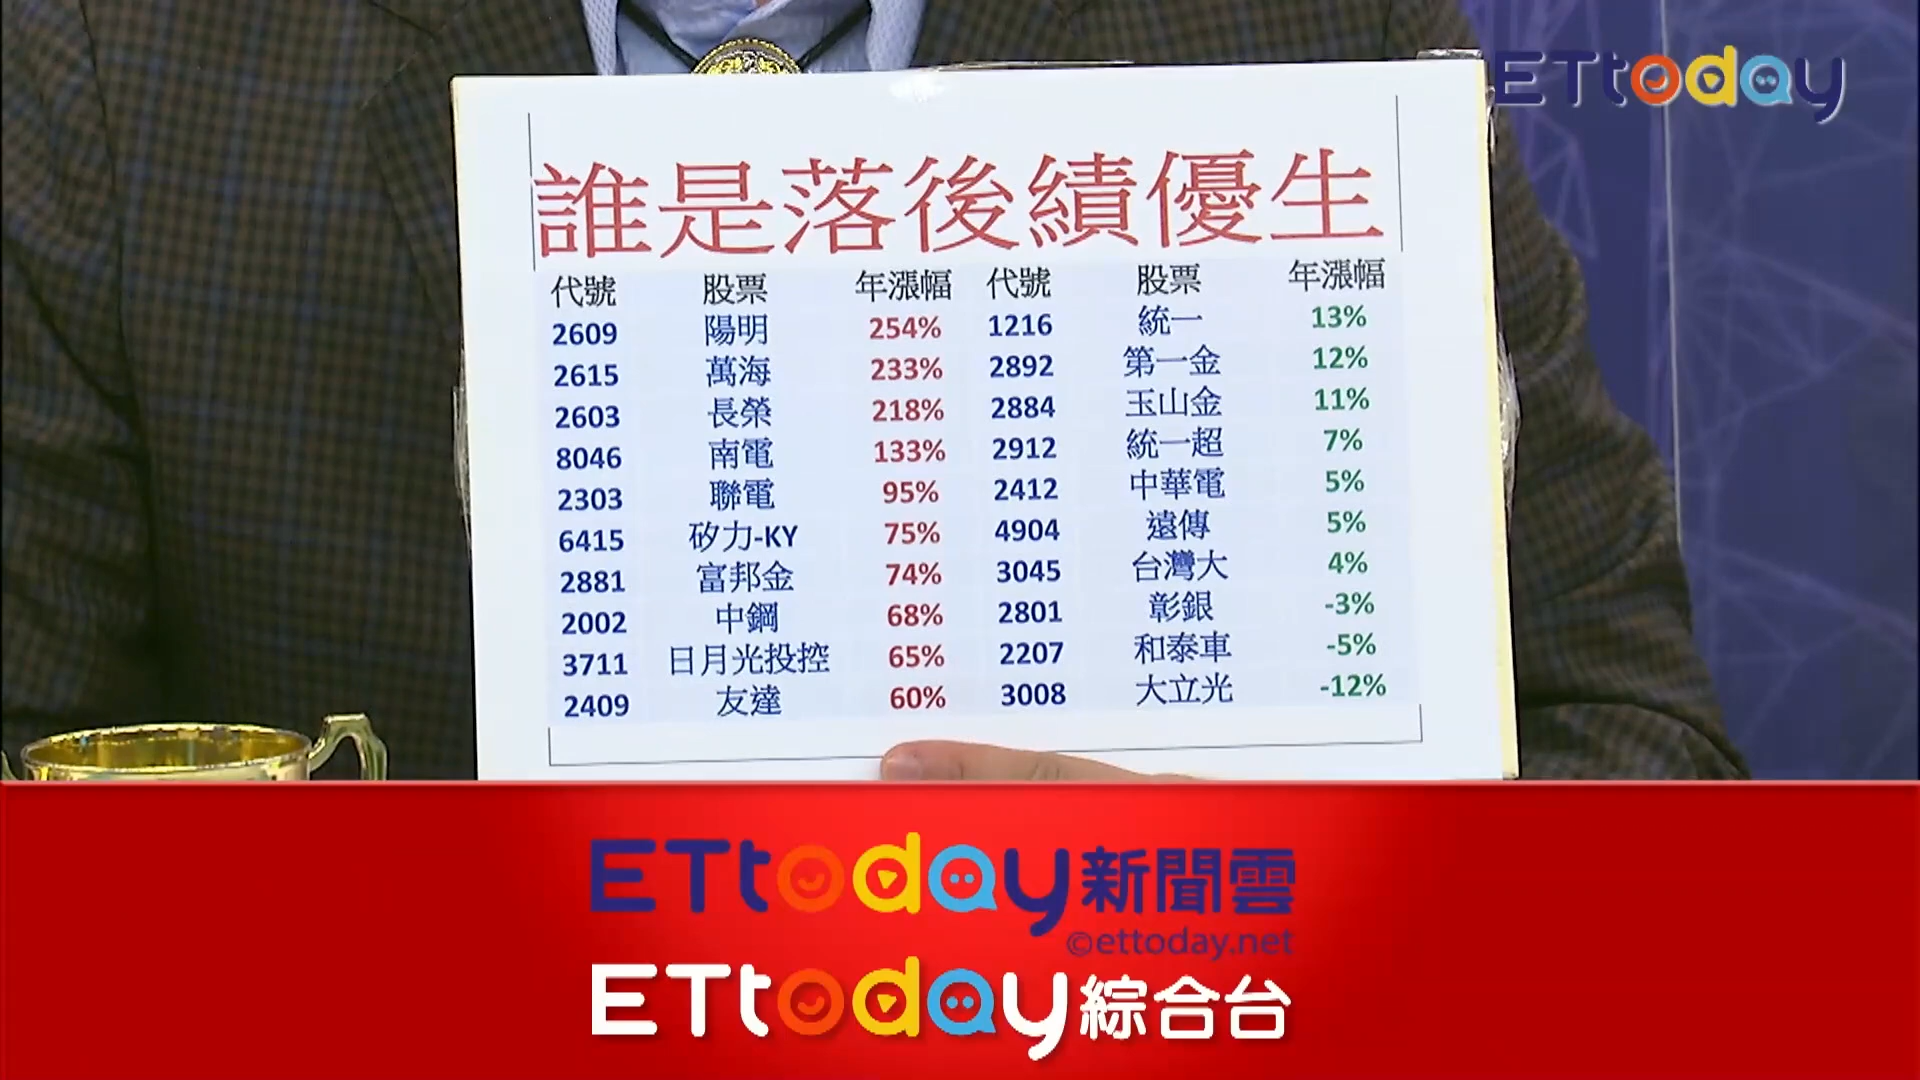 ETtoday
誰是落後績優生
代號 股票 年漲幅 代號 股票 年漲幅
2609 陽明 254% 1216 統一 13%
2615 萬海 233% 2892 第一金 12%
2603 長榮 218% 2884 玉山金 11%
8046 南電 133% 2912 統一超 7%
2303 聯電 95% 2412 中華電 5%
6415 矽力-KY 75% 4904 遠傳 5%
2881 富邦金 74% 3045 台灣大 4%
2002 中鋼 68% 2801 彰銀 -3%
3711 日月光投控 65% 2207 和泰車 -5%
2409 友達 60% 3008 大立光 -12%
ETtoday新聞雲
©ettoday.net
ETtoday綜合台